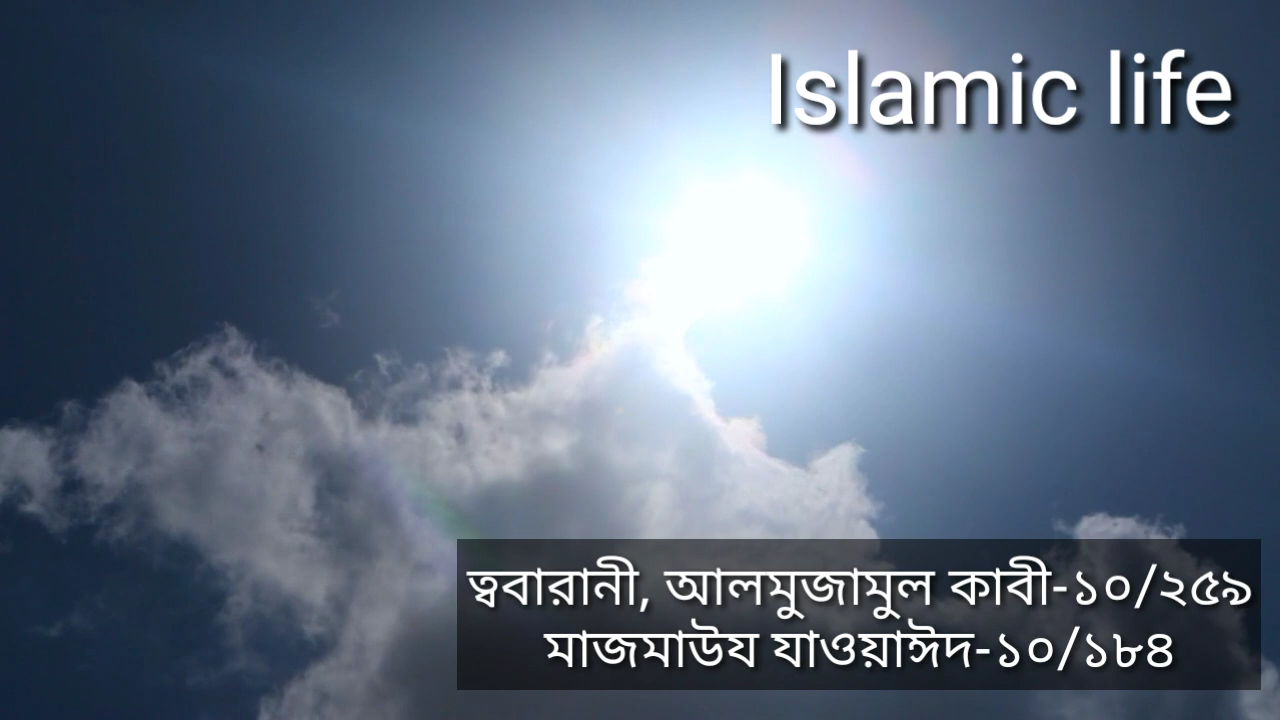 Islamic life
ত্ববারানী, আলমুজামুল কাবী-১০/২৫৯
মাজমাউয যাওয়াঈদ-১০/১৮৪